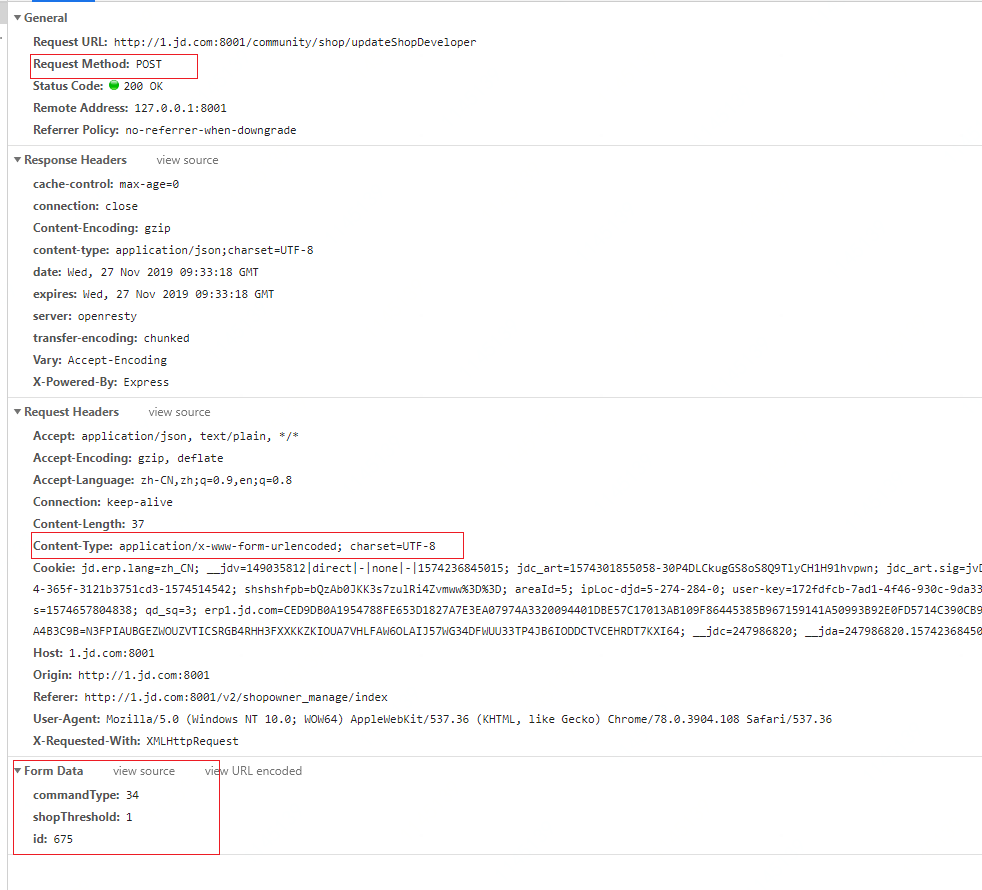 General
Request URL: http://1.jd.com:8001/community/shop/updateShopDeveloper
Request Method: POST
Status Code: 200 OK
Remote Address: 127.0.0.1:8001
Referrer Policy: no-referrer-when-downgrade
Response Headers view source
cache-control: max-age=0
connection: close
Content-Encoding: gzip
content-type: application/json;charset=UTF-8
date: Wed, 27 Nov 2019 09:33:18 GMT
expires: Wed, 27 Nov 2019 09:33:18 GMT
server: openresty
transfer-encoding: chunked
Vary: Accept-Encoding
X-Powered-By: Express
Request Headers view source
Accept: application/json, text/plain, */*
Accept-Encoding: gzip, deflate
Accept-Language: zh-CN,zh;q=0.9,en;q=0.8
Connection: keep-alive
Content-Length: 37
Content-Type: application/x-www-form-urlencoded; charset=UTF-8
Cookie: jd.erp.lang=zh_CN; __jdv=149035812|direct|-|none|-|1574236845015; jdc_art=1574301855058-30P4DLCkugGS8oS8Q9T1yCH1H91hvpwn; jdc_art.sig=jvD
4-365f-3121b3751cd3-1574514542; shshshfpb=bQzAb0JKK3s7zulRi4Zvmww%3D%3D; areaId=5; ipLoc-djd=5-274-284-0; user-key=172fdfcb-7ad1-4f46-930c-9da33
s=1574657804838; qd_sq=3; erp1.jd.com=CED9DB0A1954788FE653D1827A7E3EA07974A3320094401DBE57C17013AB109F86445385B967159141A50993B92E0FD5714C390CB9
A4B3C9B=N3FPIAUBGEZWOUZVTICSRGB4RHH3FXXKKZKIOUA7VHLFAW6OLAIJ57WG34DFWUU33TP4JB6IODDCTVCEHRDT7KXI64; __jdc=247986820; __jda=247986820.15742368450
Host: 1.jd.com:8001
Origin: http://1.jd.com:8001
Referer: http://1.jd.com:8001/v2/shopowner_manage/index
User-Agent: Mozilla/5.0 (Windows NT 10.0; WOW64) AppleWebKit/537.36 (KHTML, like Gecko) Chrome/78.0.3904.108 Safari/537.36
X-Requested-With: XMLHttpRequest
Form Data view source view URL encoded
commandType: 34
shopThreshold: 1
id: 675